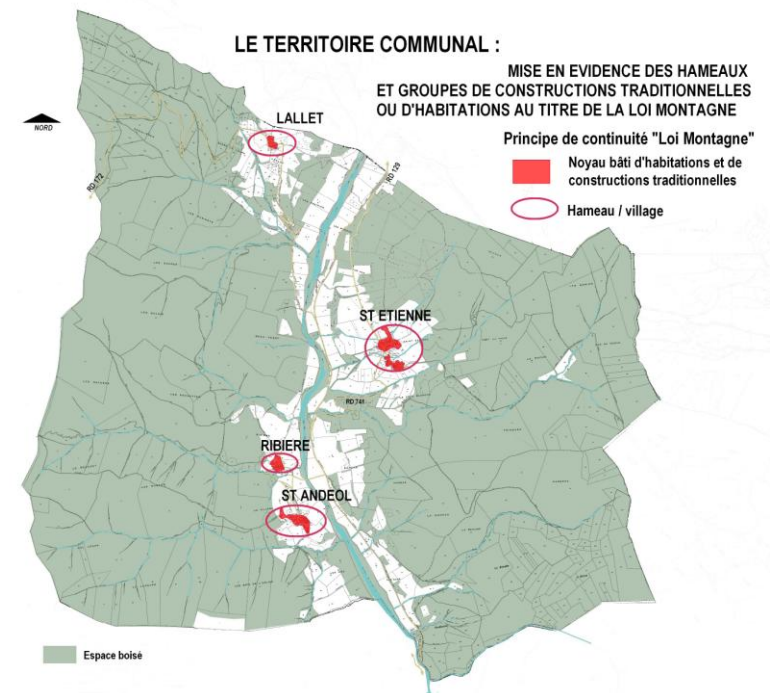 LE TERRITOIRE COMMUNAL :
MISE EN EVIDENCE DES HAMEAUX
ET GROUPES DE CONSTRUCTIONS TRADITIONNELLES
OU D'HABITATIONS AU TITRE DE LA LOI MONTAGNE
NORD
LALLET
Principe de continuité "Loi Montagne"
Noyau bâti d'habitations et de
constructions traditionnelles
Hameau / village
RD 172
RD 129
ST ETIENNE
RD 741
RIBIERE
ST ANDEOL
Espace boisé